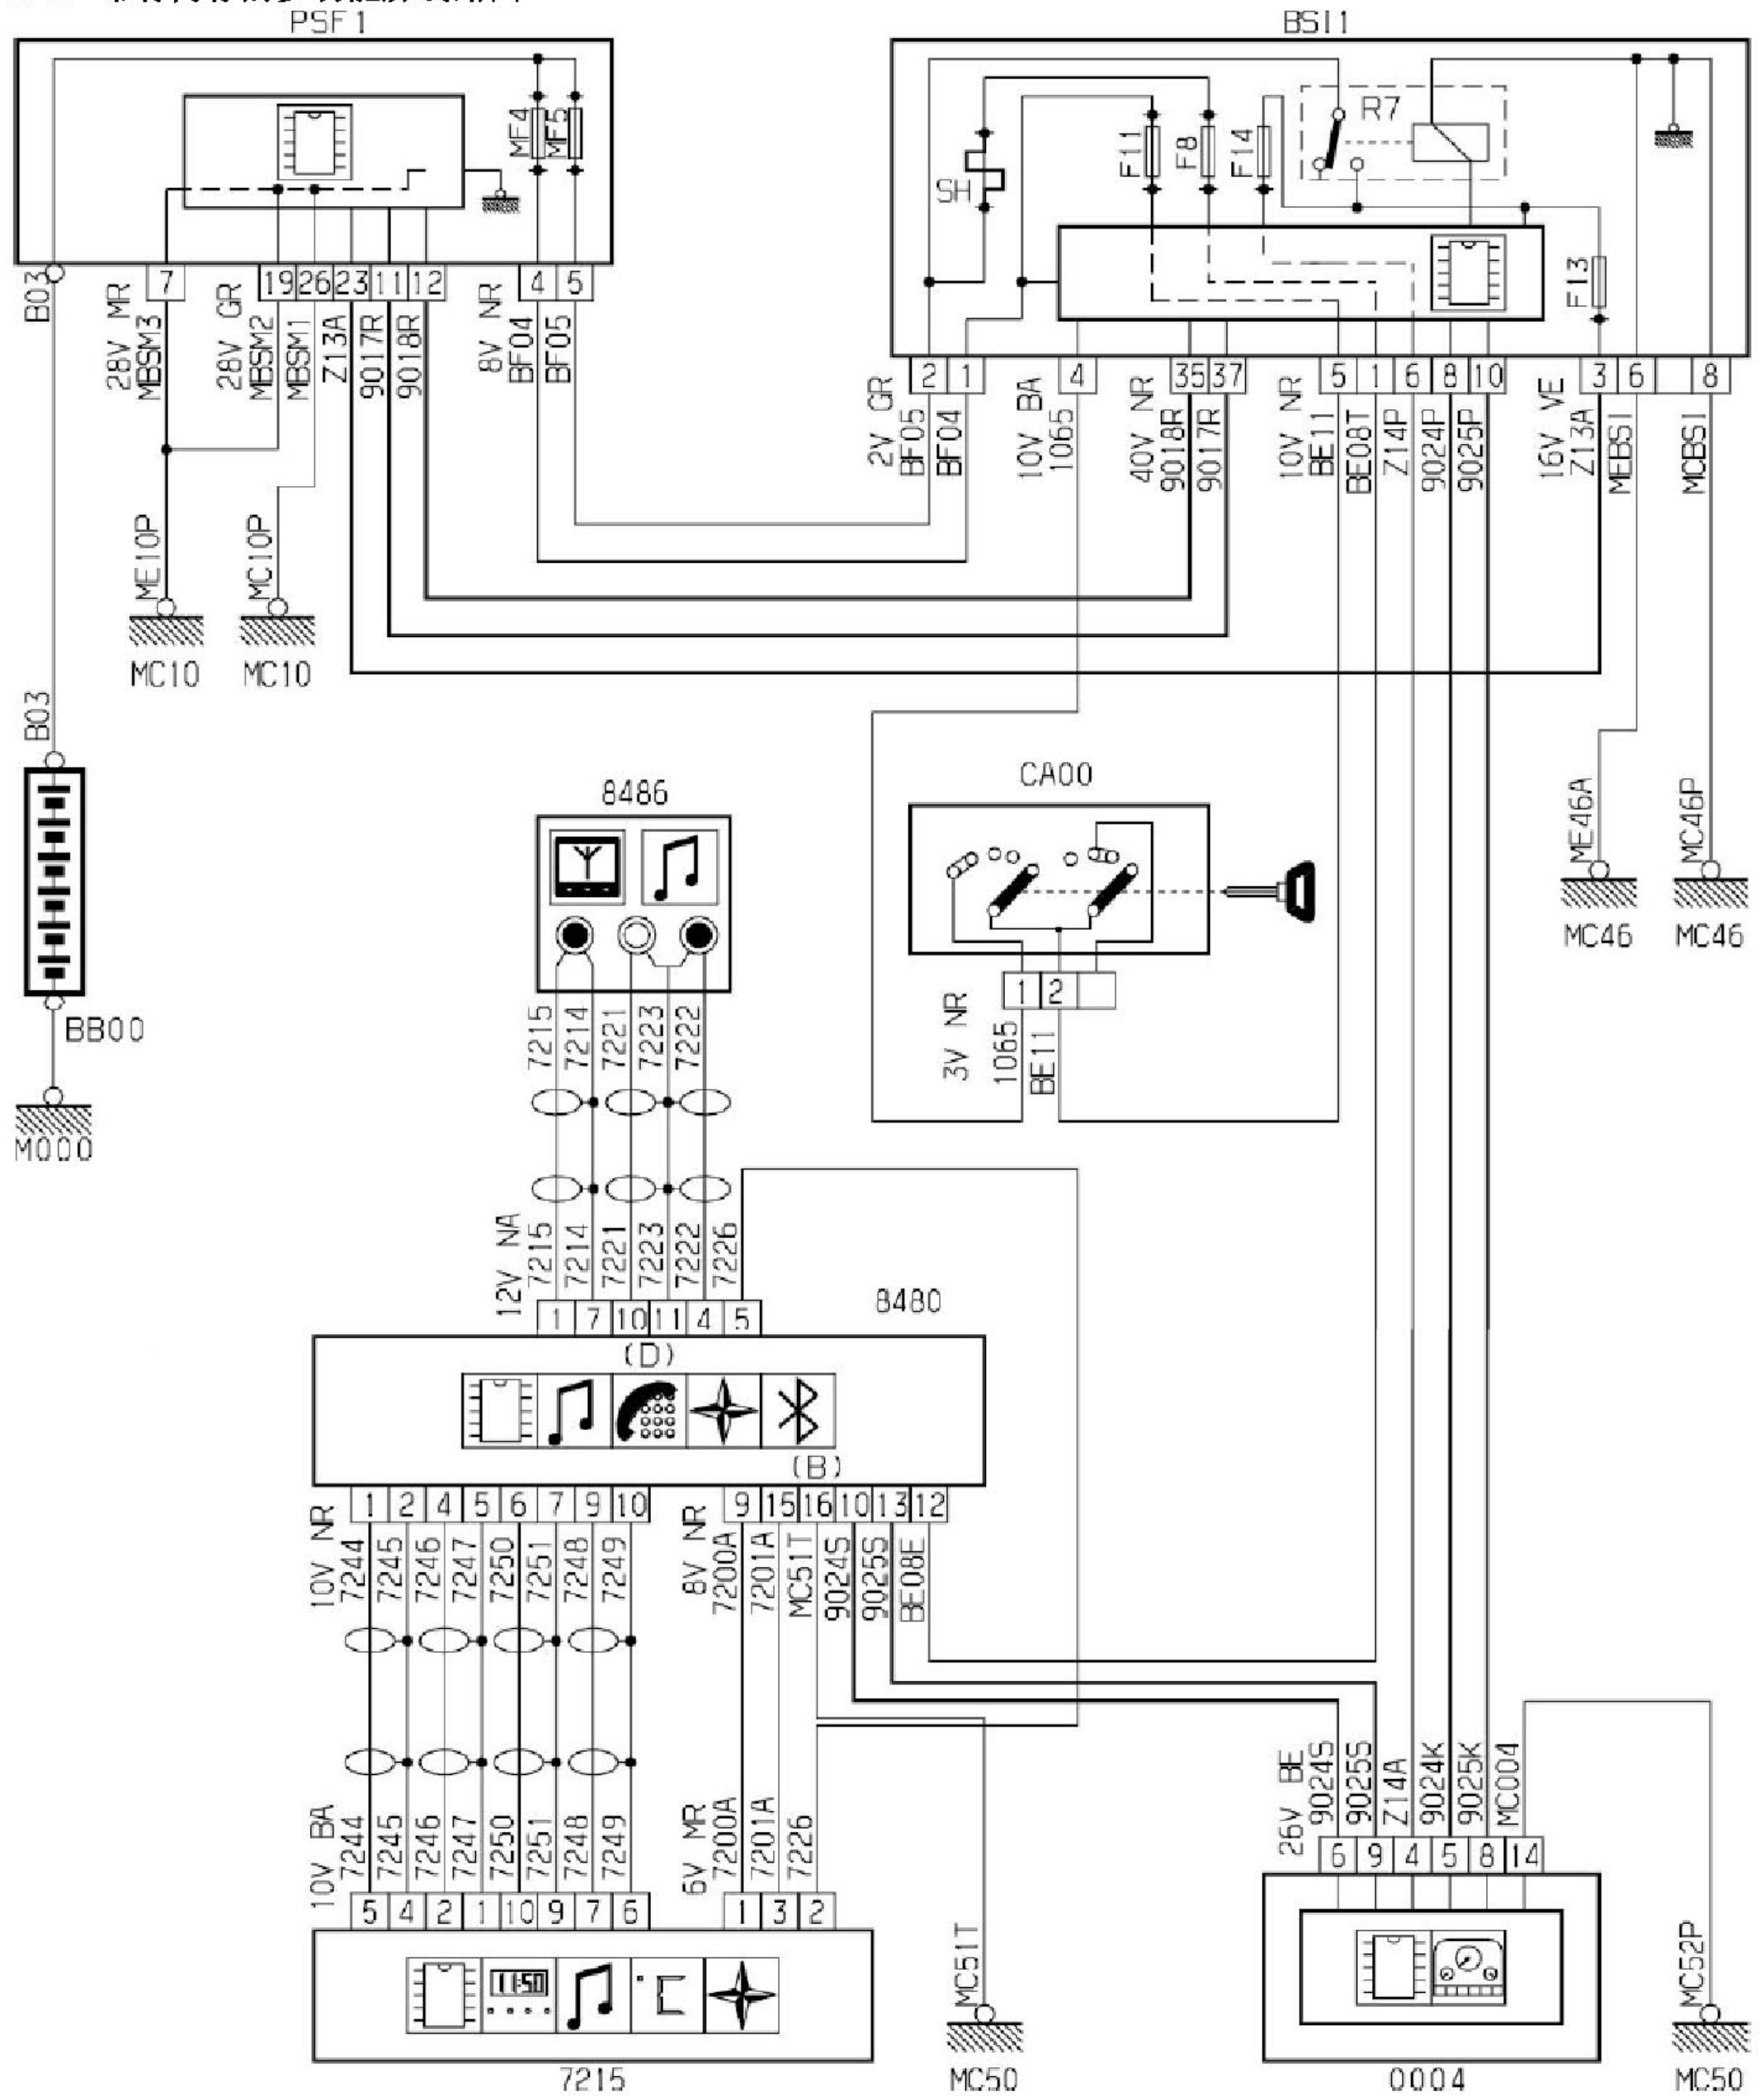 PSF1
BSI1
MF4
MF5
SH
F11
F8
F14
R7
F13
B03
7
19
26
23
11
12
4
5
28V MR
MBSM3
28V GR
MBSM2
MBSM1
Z13A
9017R
9018R
8V NR
BF04
BF05
2
1
4
35
37
5
1
6
8
10
3
6
8
2V GR
BF05
BF04
10V BA
1065
40V NR
9018R
9017R
10V NR
BE11
BE08T
Z14P
9024P
9025P
16V VE
Z13A
MEBSI
MCBSI
ME10P
MC10P
MC10
MC10
B03
BB00
M000
8486
CA00
ME46A
MC46P
MC46
MC46
1
2
3V NR
1065
BE11
7215
7214
7221
7223
7222
12V NA
7215
7214
7221
7223
7222
7226
1
7
10
11
4
5
8480
(D)
(B)
1
2
4
5
6
7
9
10
9
15
16
10
13
12
10V NR
7244
7245
7246
7247
7250
7251
7248
7249
8V NR
7200A
7201A
MC51T
9024S
9025S
BE08E
10V BA
7244
7245
7246
7247
7250
7251
7248
7249
6V MR
7200A
7201A
7226
26V BE
9024S
9025S
Z14A
9024K
9025K
MC004
5
4
2
1
10
9
7
6
1
3
2
6
9
4
5
8
14
11:50
°C
MC51T
MC52P
7215
MC50
0004
MC50